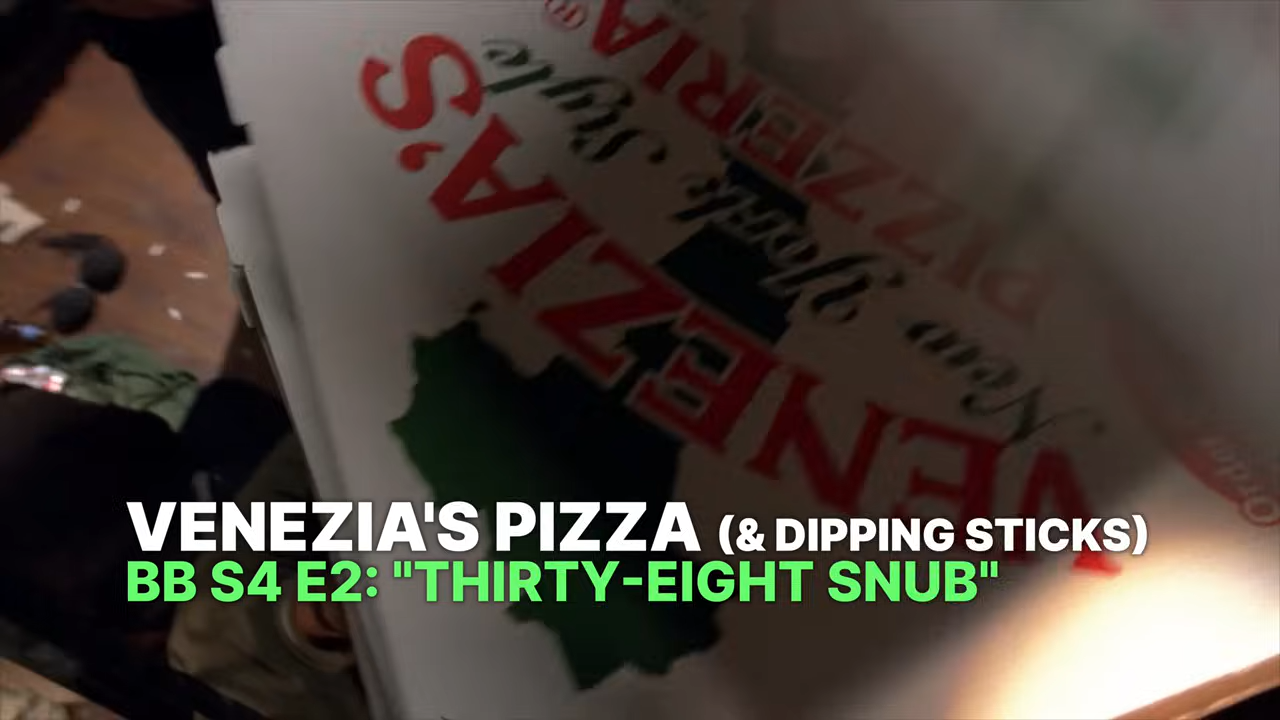 VENEZIA'S
New York Style
PIZZERIA®
VENEZIA'S PIZZA (& DIPPING STICKS)
BB S4 E2: "THIRTY-EIGHT SNUB"